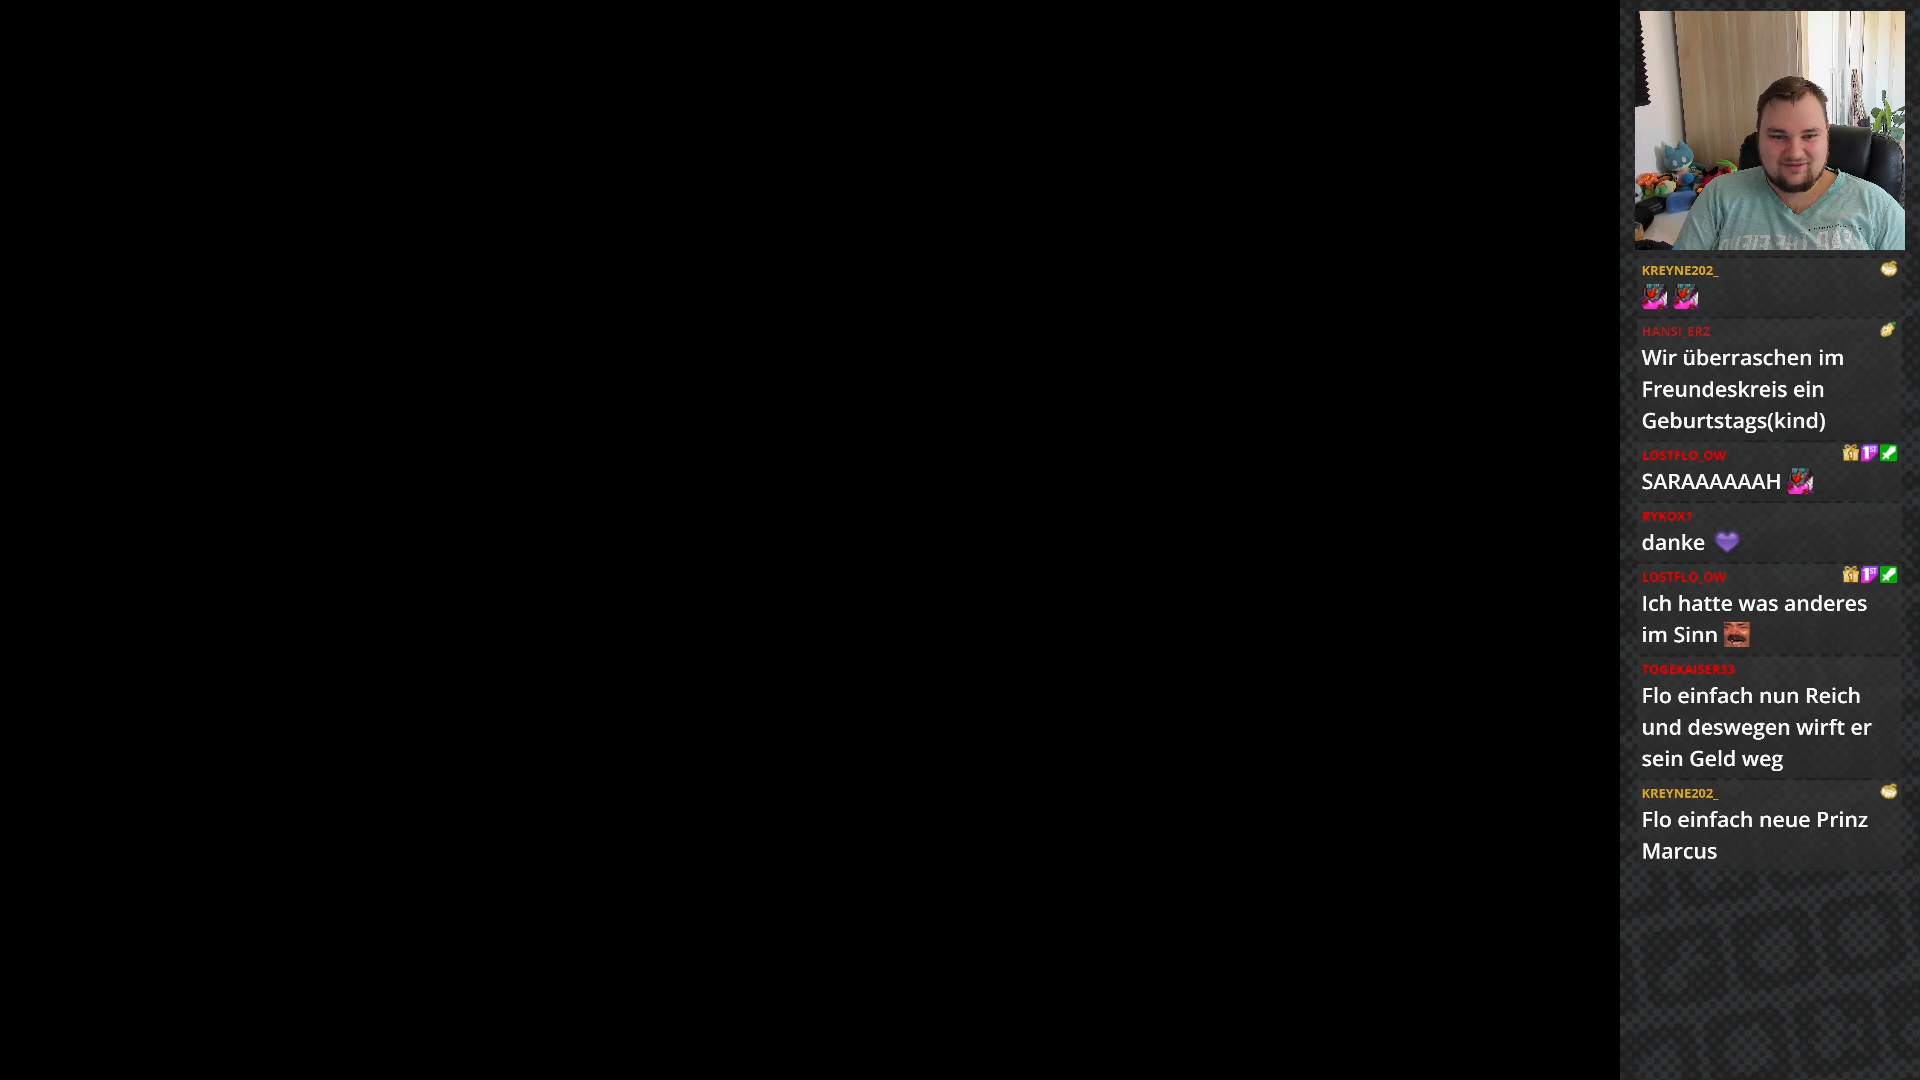 KREYNE202_
HANSI_ERZ
Wir überraschen im
Freundeskreis ein
Geburtstags(kind)
LOSTFLO_OW
SARAAAAAAH
RYKOX1
danke 💜
LOSTFLO_OW
Ich hatte was anderes
im Sinn
TOGEKAISER33
Flo einfach nun Reich
und deswegen wirft er
sein Geld weg
KREYNE202_
Flo einfach neue Prinz
Marcus